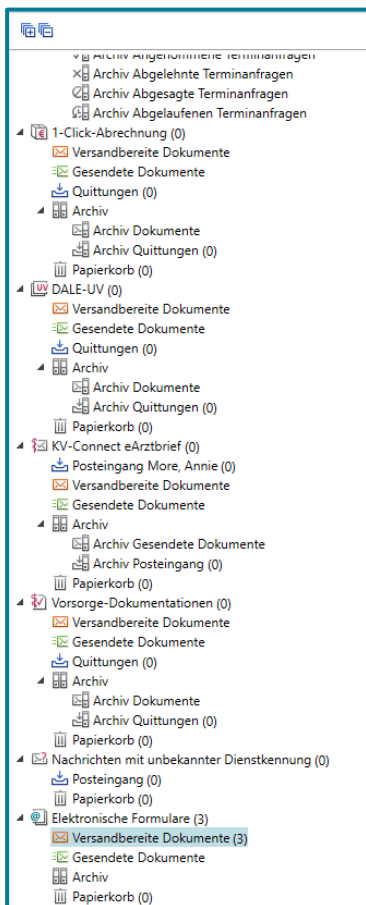 Archiv Angenommene Terminanfragen
Archiv Abgelehnte Terminanfragen
Archiv Abgesagte Terminanfragen
Archiv Abgelaufenen Terminanfragen
1-Click-Abrechnung (0)
Versandbereite Dokumente
Gesendete Dokumente
Quittungen (0)
Archiv
Archiv Dokumente
Archiv Quittungen (0)
Papierkorb (0)
UV DALE-UV (0)
Versandbereite Dokumente
Gesendete Dokumente
Quittungen (0)
Archiv
Archiv Dokumente
Archiv Quittungen (0)
Papierkorb (0)
KV-Connect eArztbrief (0)
Posteingang More, Annie (0)
Versandbereite Dokumente
Gesendete Dokumente
Archiv
Archiv Gesendete Dokumente
Archiv Posteingang (0)
Papierkorb (0)
Vorsorge-Dokumentationen (0)
Versandbereite Dokumente
Gesendete Dokumente
Quittungen (0)
Archiv
Archiv Dokumente
Archiv Quittungen (0)
Papierkorb (0)
Nachrichten mit unbekannter Dienstkennung (0)
Posteingang (0)
Papierkorb (0)
Elektronische Formulare (3)
Versandbereite Dokumente (3)
Gesendete Dokumente
Archiv
Papierkorb (0)